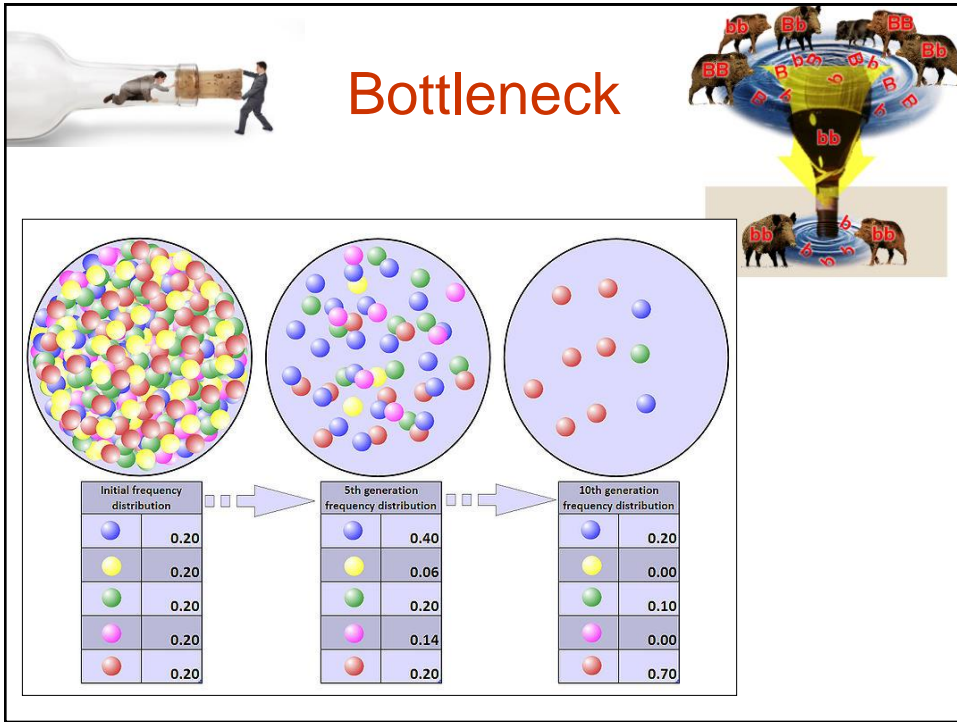 Bottleneck
bb
Bb
BB
Bb
BB
B
b
B
b
B
b
B
B
b
B
b
bb
bb
b
b
b
b
bb
Initial frequency
distribution
0.20
0.20
0.20
0.20
0.20
5th generation
frequency distribution
0.40
0.06
0.20
0.14
0.20
10th generation
frequency distribution
0.20
0.00
0.10
0.00
0.70